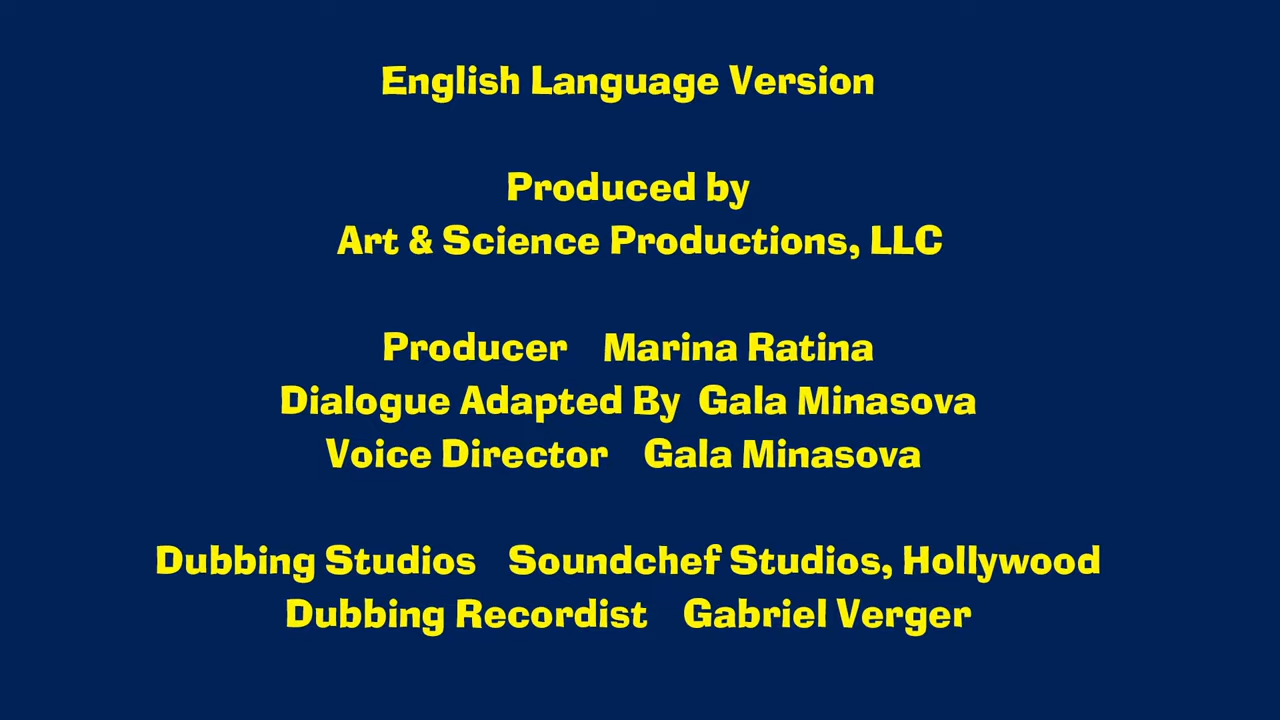 English Language Version
Produced by
Art & Science Productions, LLC
Producer Marina Ratina
Dialogue Adapted By Gala Minasova
Voice Director Gala Minasova
Dubbing Studios Soundchef Studios, Hollywood
Dubbing Recordist Gabriel Verger